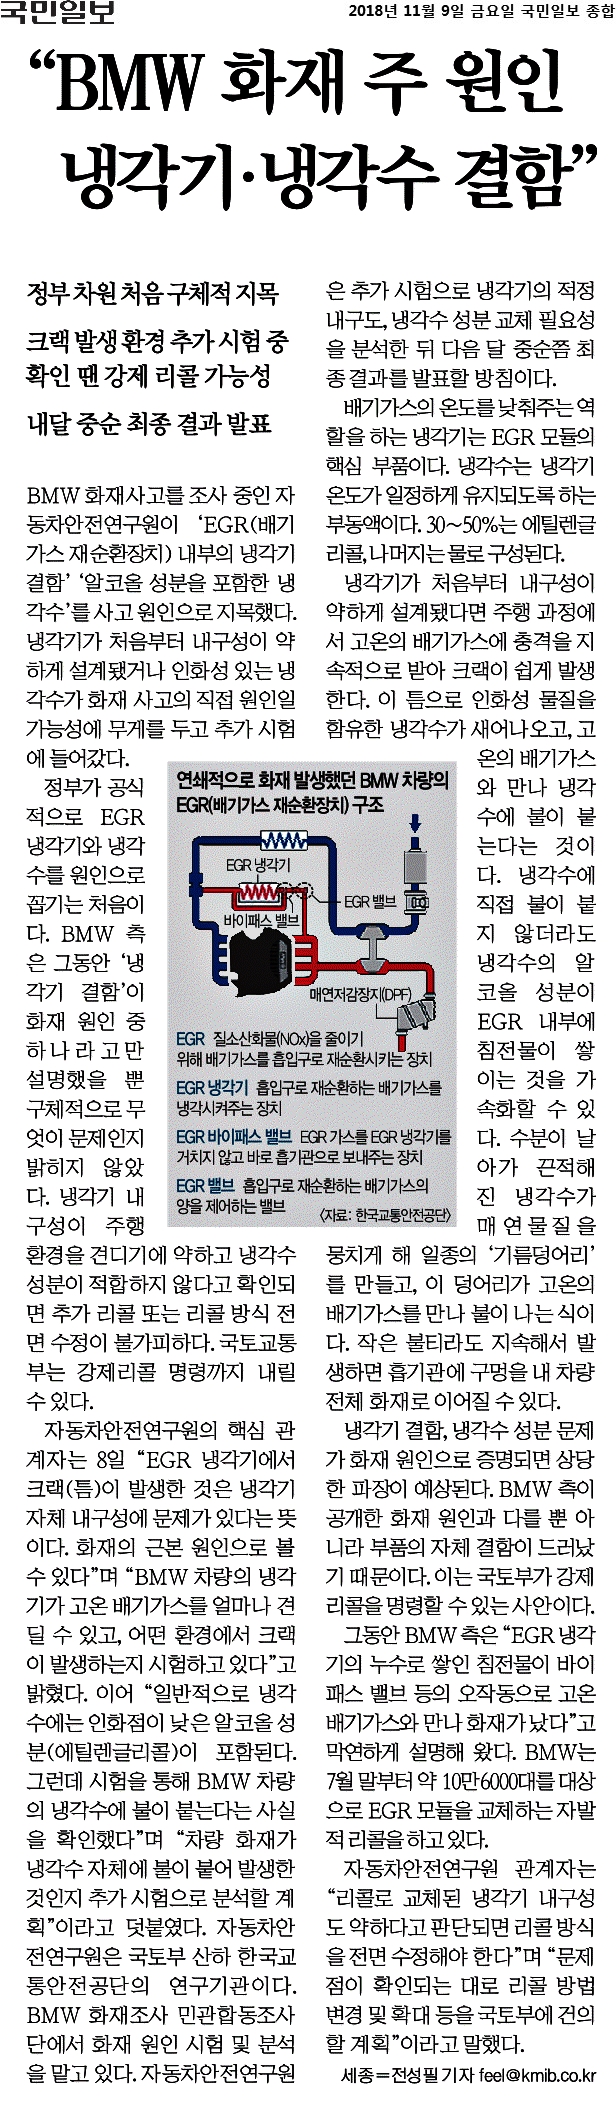 국민일보
2018년 11월 9일 금요일 국민일보 종합
“BMW 화재 주 원인
냉각기·냉각수 결함”
정부 차원 처음 구체적 지목
크랙 발생 환경 추가 시험 중
확인 땐 강제 리콜 가능성
내달 중순 최종 결과 발표
BMW 화재사고를 조사 중인 자
동차안전연구원이 ‘EGR(배기
가스 재순환장치) 내부의 냉각기
결함’ ‘알코올 성분을 포함한 냉
각수’를 사고 원인으로 지목했다.
냉각기가 처음부터 내구성이 약
하게 설계됐거나 인화성 있는 냉
각수가 화재 사고의 직접 원인일
가능성에 무게를 두고 추가 시험
에 들어갔다.
정부가 공식
적으로 EGR
냉각기와 냉각
수를 원인으로
꼽기는 처음이
다. BMW 측
은 그동안 ‘냉
각기 결함’이
화재 원인 중
하나라고만
설명했을 뿐
구체적으로 무
엇이 문제인지
밝히지 않았
다. 냉각기 내
구성이 주행
환경을 견디기에 약하고 냉각수
성분이 적합하지 않다고 확인되
면 추가 리콜 또는 리콜 방식 전
면 수정이 불가피하다. 국토교통
부는 강제리콜 명령까지 내릴
수 있다.
자동차안전연구원의 핵심 관
계자는 8일 “EGR 냉각기에서
크랙(틈)이 발생한 것은 냉각기
자체 내구성에 문제가 있다는 뜻
이다. 화재의 근본 원인으로 볼
수 있다”며 “BMW 차량의 냉각
기가 고온 배기가스를 얼마나 견
딜 수 있고, 어떤 환경에서 크랙
이 발생하는지 시험하고 있다”고
밝혔다. 이어 “일반적으로 냉각
수에는 인화점이 낮은 알코올 성
분(에틸렌글리콜)이 포함된다.
그런데 시험을 통해 BMW 차량
의 냉각수에 불이 붙는다는 사실
을 확인했다”며 “차량 화재가
냉각수 자체에 불이 붙어 발생한
것인지 추가 시험으로 분석할 계
획”이라고 덧붙였다. 자동차안
전연구원은 국토부 산하 한국교
통안전공단의 연구기관이다.
BMW 화재조사 민관합동조사
단에서 화재 원인 시험 및 분석
을 맡고 있다. 자동차안전연구원
은 추가 시험으로 냉각기의 적정
내구도, 냉각수 성분 교체 필요성
을 분석한 뒤 다음 달 중순쯤 최
종 결과를 발표할 방침이다.
배기가스의 온도를 낮춰주는 역
할을 하는 냉각기는 EGR 모듈의
핵심 부품이다. 냉각수는 냉각기
온도가 일정하게 유지되도록 하는
부동액이다. 30～50%는 에틸렌글
리콜, 나머지는 물로 구성된다.
냉각기가 처음부터 내구성이
약하게 설계됐다면 주행 과정에
서 고온의 배기가스에 충격을 지
속적으로 받아 크랙이 쉽게 발생
한다. 이 틈으로 인화성 물질을
함유한 냉각수가 새어나오고, 고
온의 배기가스
와 만나 냉각
수에 불이 붙
는다는 것이
다. 냉각수에
직접 불이 붙
지 않더라도
냉각수의 알
코올 성분이
EGR 내부에
침전물이 쌓
이는 것을 가
속화할 수 있
다. 수분이 날
아가 끈적해
진 냉각수가
매연물질을
뭉치게 해 일종의 ‘기름덩어리’
를 만들고, 이 덩어리가 고온의
배기가스를 만나 불이 나는 식이
다. 작은 불티라도 지속해서 발
생하면 흡기관에 구멍을 내 차량
전체 화재로 이어질 수 있다.
냉각기 결함, 냉각수 성분 문제
가 화재 원인으로 증명되면 상당
한 파장이 예상된다. BMW 측이
공개한 화재 원인과 다를 뿐 아
니라 부품의 자체 결함이 드러났
기 때문이다. 이는 국토부가 강제
리콜을 명령할 수 있는 사안이다.
그동안 BMW 측은 “EGR 냉각
기의 누수로 쌓인 침전물이 바이
패스 밸브 등의 오작동으로 고온
배기가스와 만나 화재가 났다”고
막연하게 설명해 왔다. BMW는
7월 말부터 약 10만6000대를 대상
으로 EGR 모듈을 교체하는 자발
적 리콜을 하고 있다.
자동차안전연구원 관계자는
“리콜로 교체된 냉각기 내구성
도 약하다고 판단되면 리콜 방식
을 전면 수정해야 한다”며 “문제
점이 확인되는 대로 리콜 방법
변경 및 확대 등을 국토부에 건의
할 계획”이라고 말했다.
세종=전성필 기자 feel@kmib.co.kr
연쇄적으로 화재 발생했던 BMW 차량의
EGR(배기가스 재순환장치) 구조
EGR 냉각기
EGR 밸브
바이패스 밸브
매연저감장치(DPF)
EGR 질소산화물(NOx)을 줄이기
위해 배기가스를 흡입구로 재순환시키는 장치
EGR 냉각기 흡입구로 재순환하는 배기가스를
냉각시켜주는 장치
EGR 바이패스 밸브 EGR 가스를 EGR 냉각기를
거치지 않고 바로 흡기관으로 보내주는 장치
EGR 밸브 흡입구로 재순환하는 배기가스의
양을 제어하는 밸브
<자료: 한국교통안전공단>